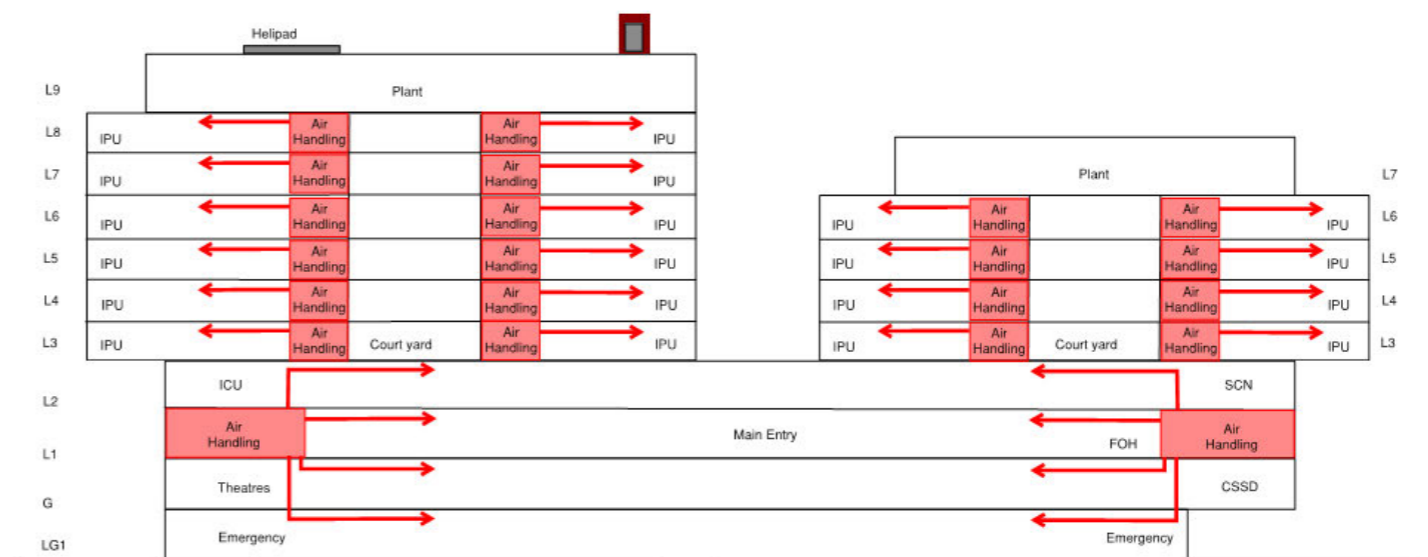 Helipad
L9
Plant
L8
IPU
Air
Handling
Air
Handling
IPU
L7
IPU
Air
Handling
Air
Handling
IPU
Plant
L7
L6
IPU
Air
Handling
Air
Handling
IPU
IPU
Air
Handling
Air
Handling
IPU
L6
L5
IPU
Air
Handling
Air
Handling
IPU
IPU
Air
Handling
Air
Handling
IPU
L5
L4
IPU
Air
Handling
Air
Handling
IPU
IPU
Air
Handling
Air
Handling
IPU
L4
L3
IPU
Air
Handling
Court yard
Air
Handling
IPU
IPU
Air
Handling
Court yard
Air
Handling
IPU
L3
L2
ICU
SCN
L1
Air
Handling
Main Entry
FOH
Air
Handling
G
Theatres
CSSD
LG1
Emergency
Emergency